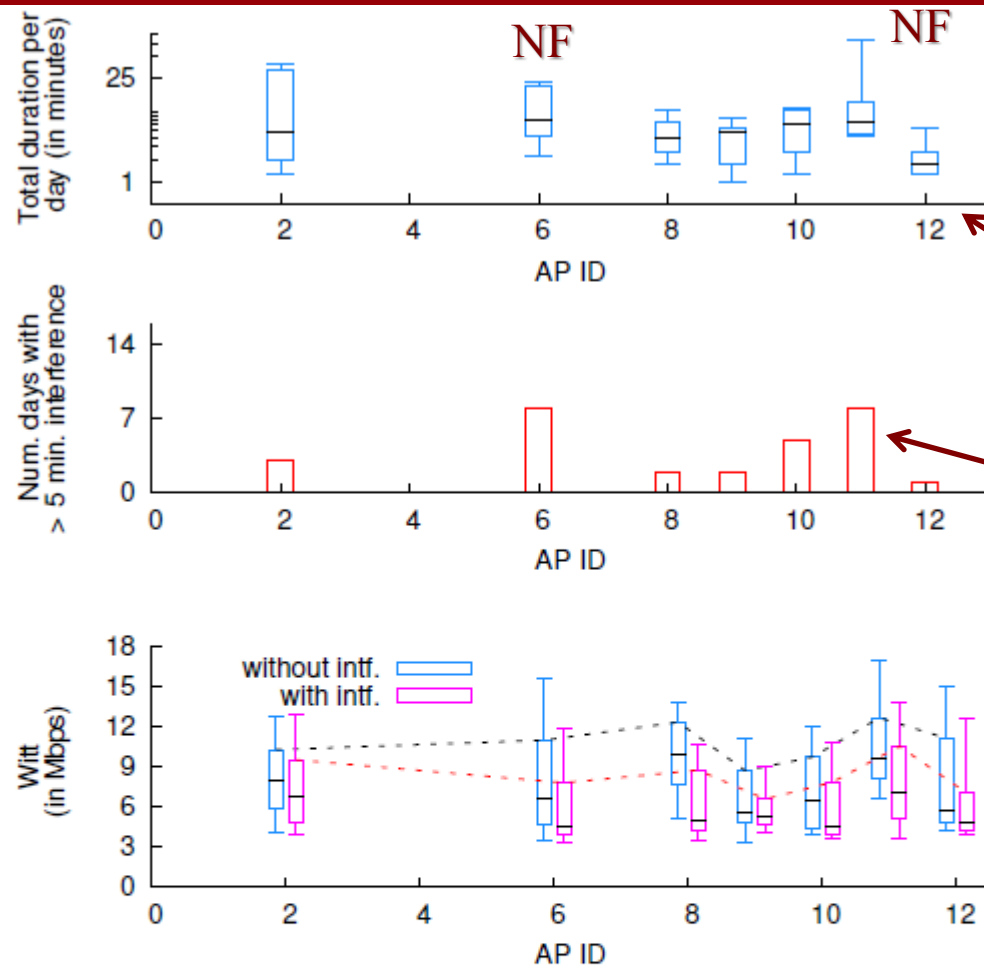 NF
NF
Total duration per
day (in minutes)
25
1
0 2 4 6 8 10 12
AP ID
Num. days with
> 5 min. interference
14
7
0
0 2 4 6 8 10 12
AP ID
Witt
(in Mbps)
18
15
12
9
6
3
0
without intf.
with intf.
0 2 4 6 8 10 12
AP ID